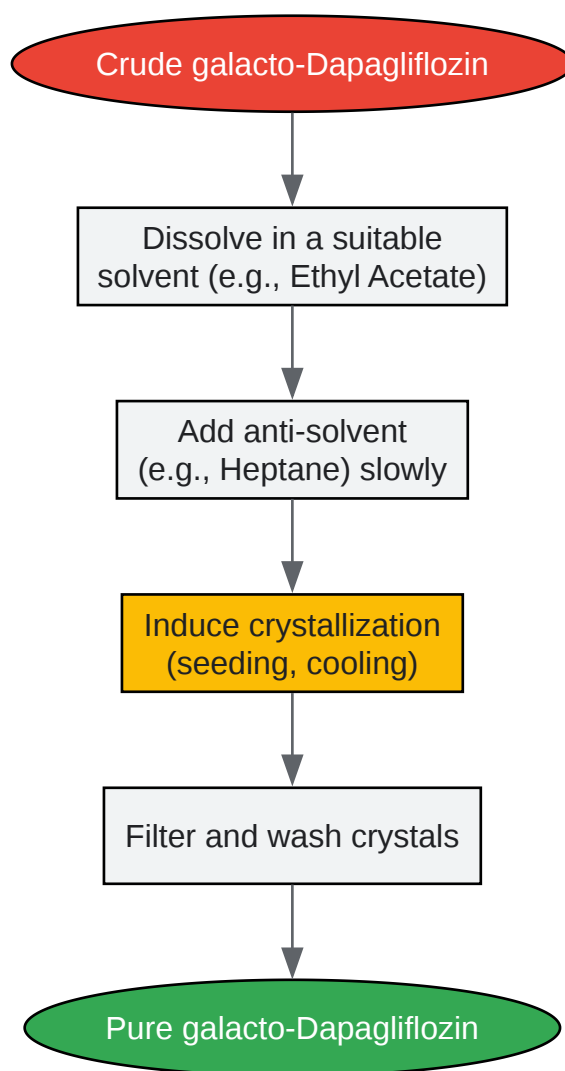 Crude galacto-Dapagliflozin
Dissolve in a suitable
solvent (e.g., Ethyl Acetate)
Add anti-solvent
(e.g., Heptane) slowly
Induce crystallization
(seeding, cooling)
Filter and wash crystals
Pure galacto-Dapagliflozin